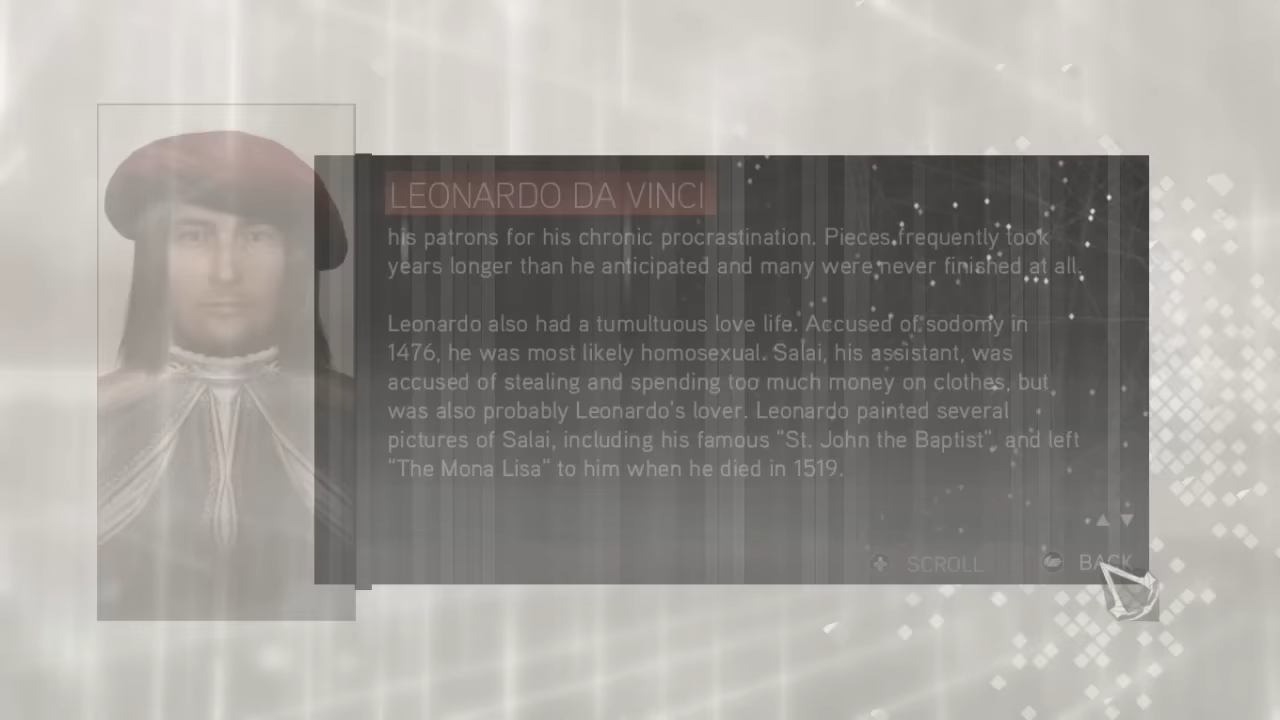 LEONARDO DA VINCI
his patrons for his chronic procrastination. Pieces frequently took
years longer than he anticipated and many were never finished at all.
Leonardo also had a tumultuous love life. Accused of sodomy in
1476, he was most likely homosexual. Salai, his assistant, was
accused of stealing and spending too much money on clothes, but
was also probably Leonardo's lover. Leonardo painted several
pictures of Salai, including his famous "St. John the Baptist", and left
"The Mona Lisa" to him when he died in 1519.
SCROLL BACK